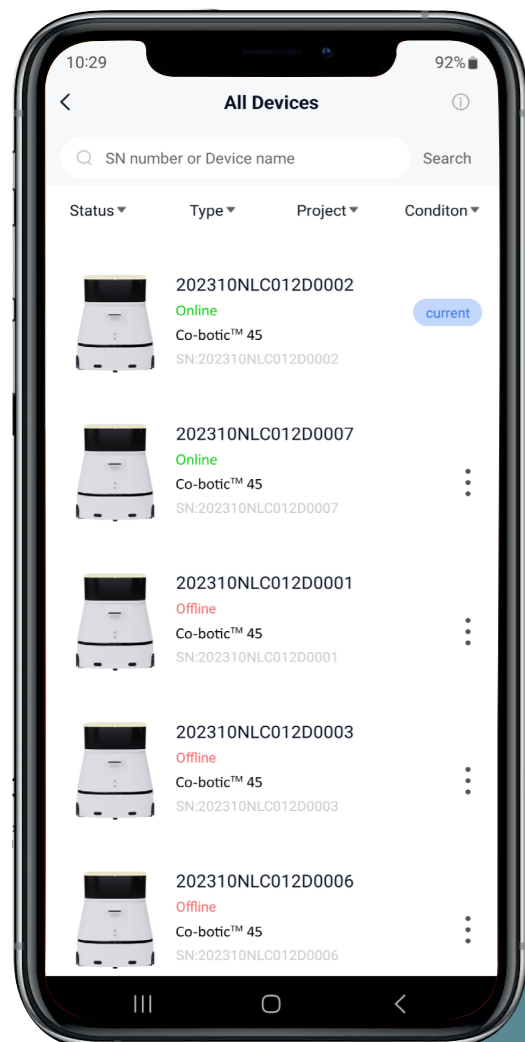 10:29 92%
All Devices
SN number or Device name Search
Status Type Project Conditon
202310NLC012D0002
Online
current
Co-botic™ 45
SN:202310NLC012D0002
202310NLC012D0007
Online
Co-botic™ 45
SN:202310NLC012D0007
202310NLC012D0001
Offline
Co-botic™ 45
SN:202310NLC012D0001
202310NLC012D0003
Offline
Co-botic™ 45
SN:202310NLC012D0003
202310NLC012D0006
Offline
Co-botic™ 45
SN:202310NLC012D0006